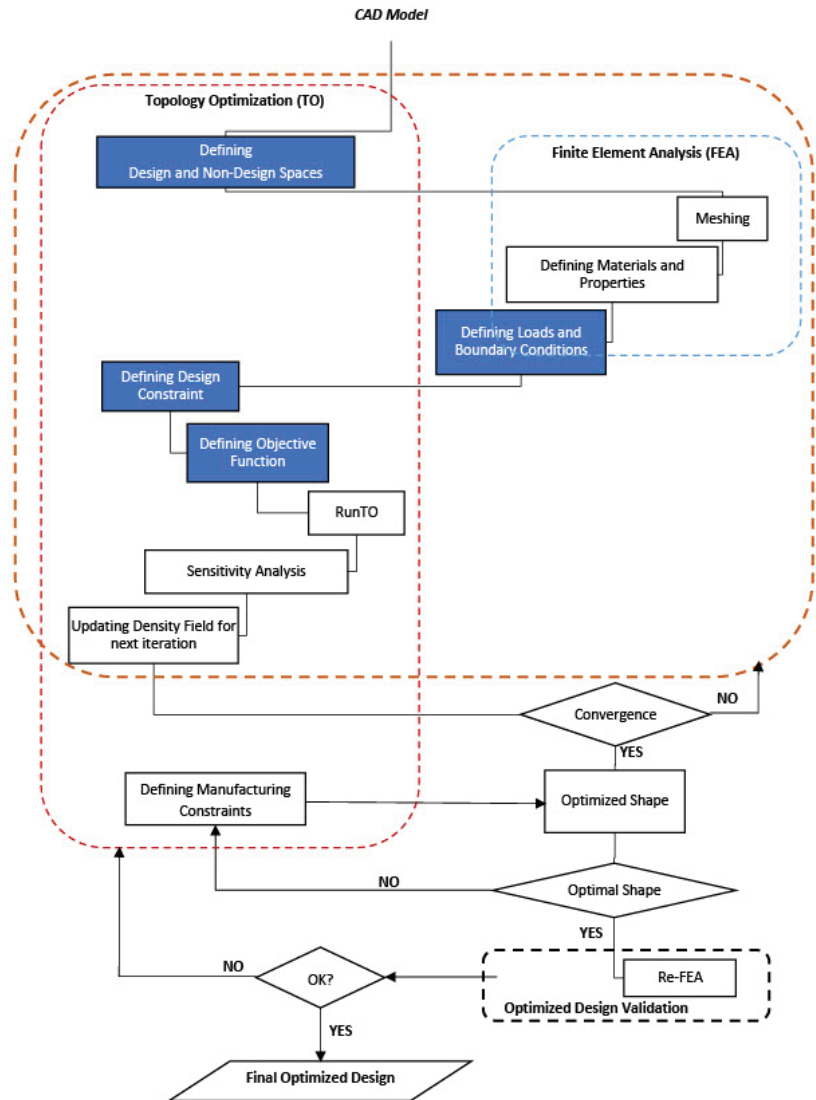 CAD Model
Topology Optimization (TO)
Defining
Design and Non-Design Spaces
Finite Element Analysis (FEA)
Meshing
Defining Materials and
Properties
Defining Loads and
Boundary Conditions
Defining Design
Constraint
Defining Objective
Function
RunTO
Sensitivity Analysis
Updating Density Field for
next iteration
Convergence
NO
YES
Defining Manufacturing
Constraints
Optimized Shape
Optimal Shape
NO
YES
Re-FEA
Optimized Design Validation
OK?
NO
YES
Final Optimized Design